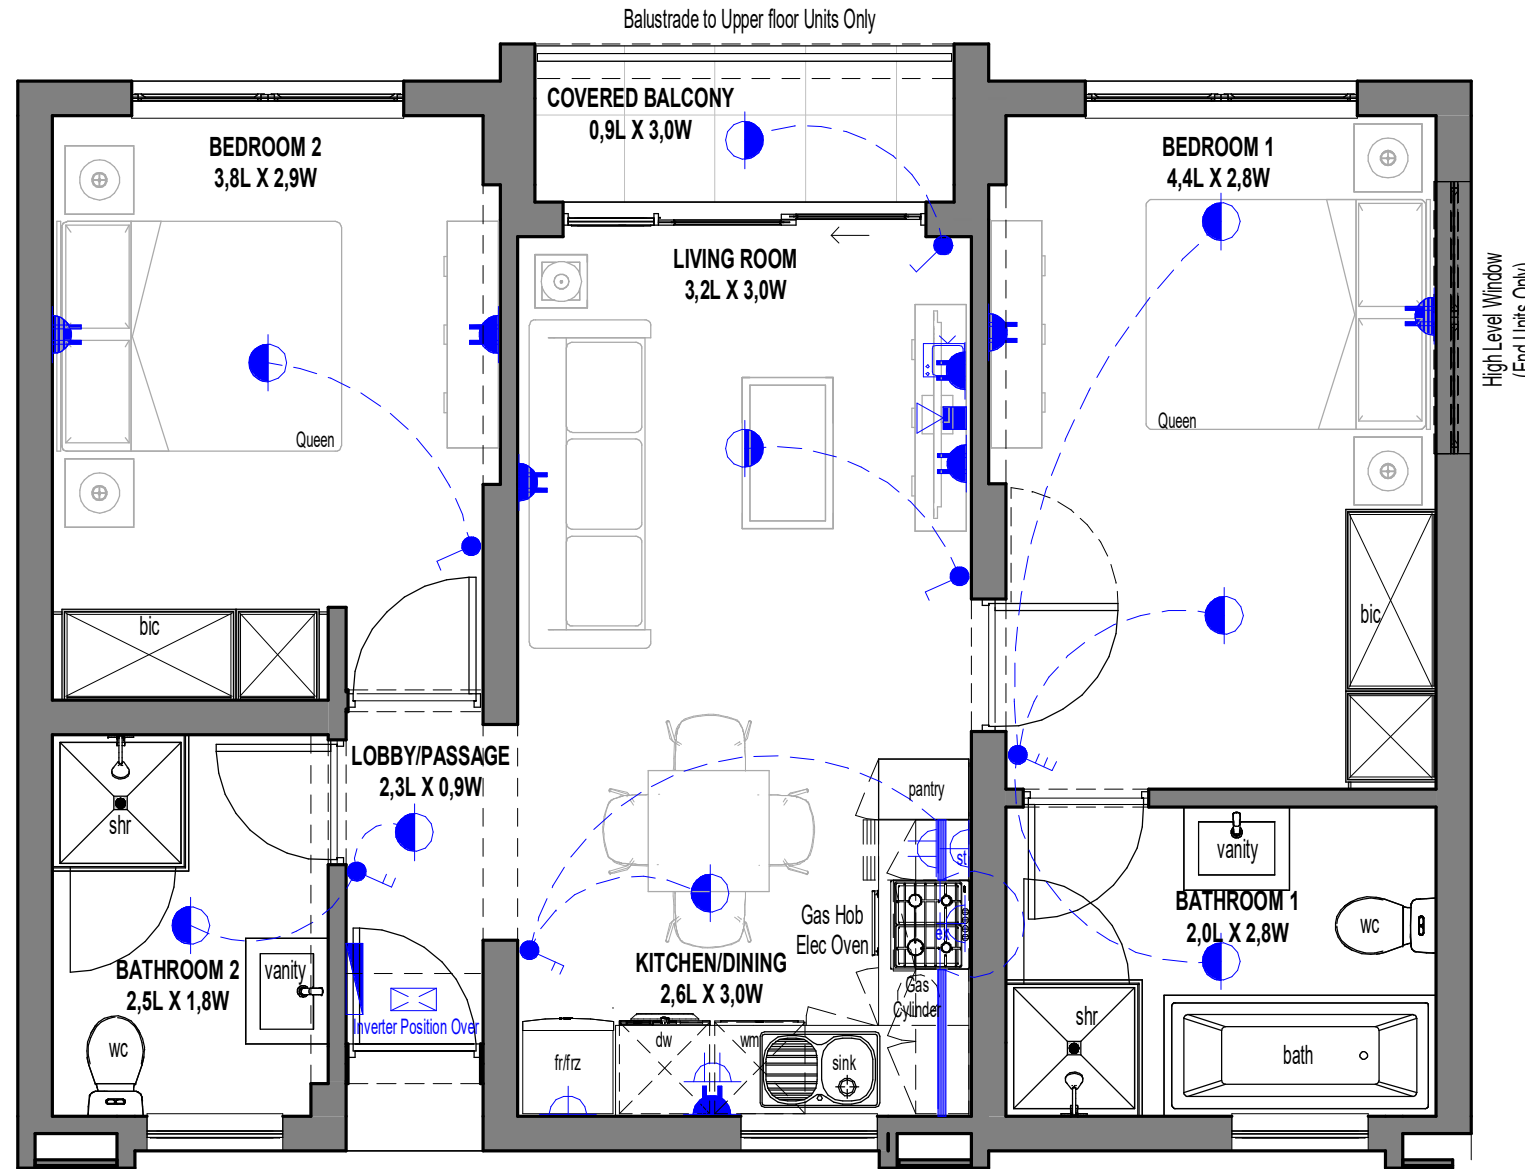 Balustrade to Upper floor Units Only
COVERED BALCONY
0,9L X 3,0W
BEDROOM 2
3,8L X 2,9W
BEDROOM 1
4,4L X 2,8W
LIVING ROOM
3,2L X 3,0W
High Level Window
(End Units Only)
Queen
Queen
bic
bic
LOBBY/PASSAGE
2,3L X 0,9W
pantry
shr
st
vanity
Gas Hob
Elec Oven
BATHROOM 1
2,0L X 2,8W
wc
BATHROOM 2
2,5L X 1,8W
vanity
KITCHEN/DINING
2,6L X 3,0W
Gas
Cylinder
Inverter Position Over
shr
wc
fr/frz
dw
wm
sink
bath